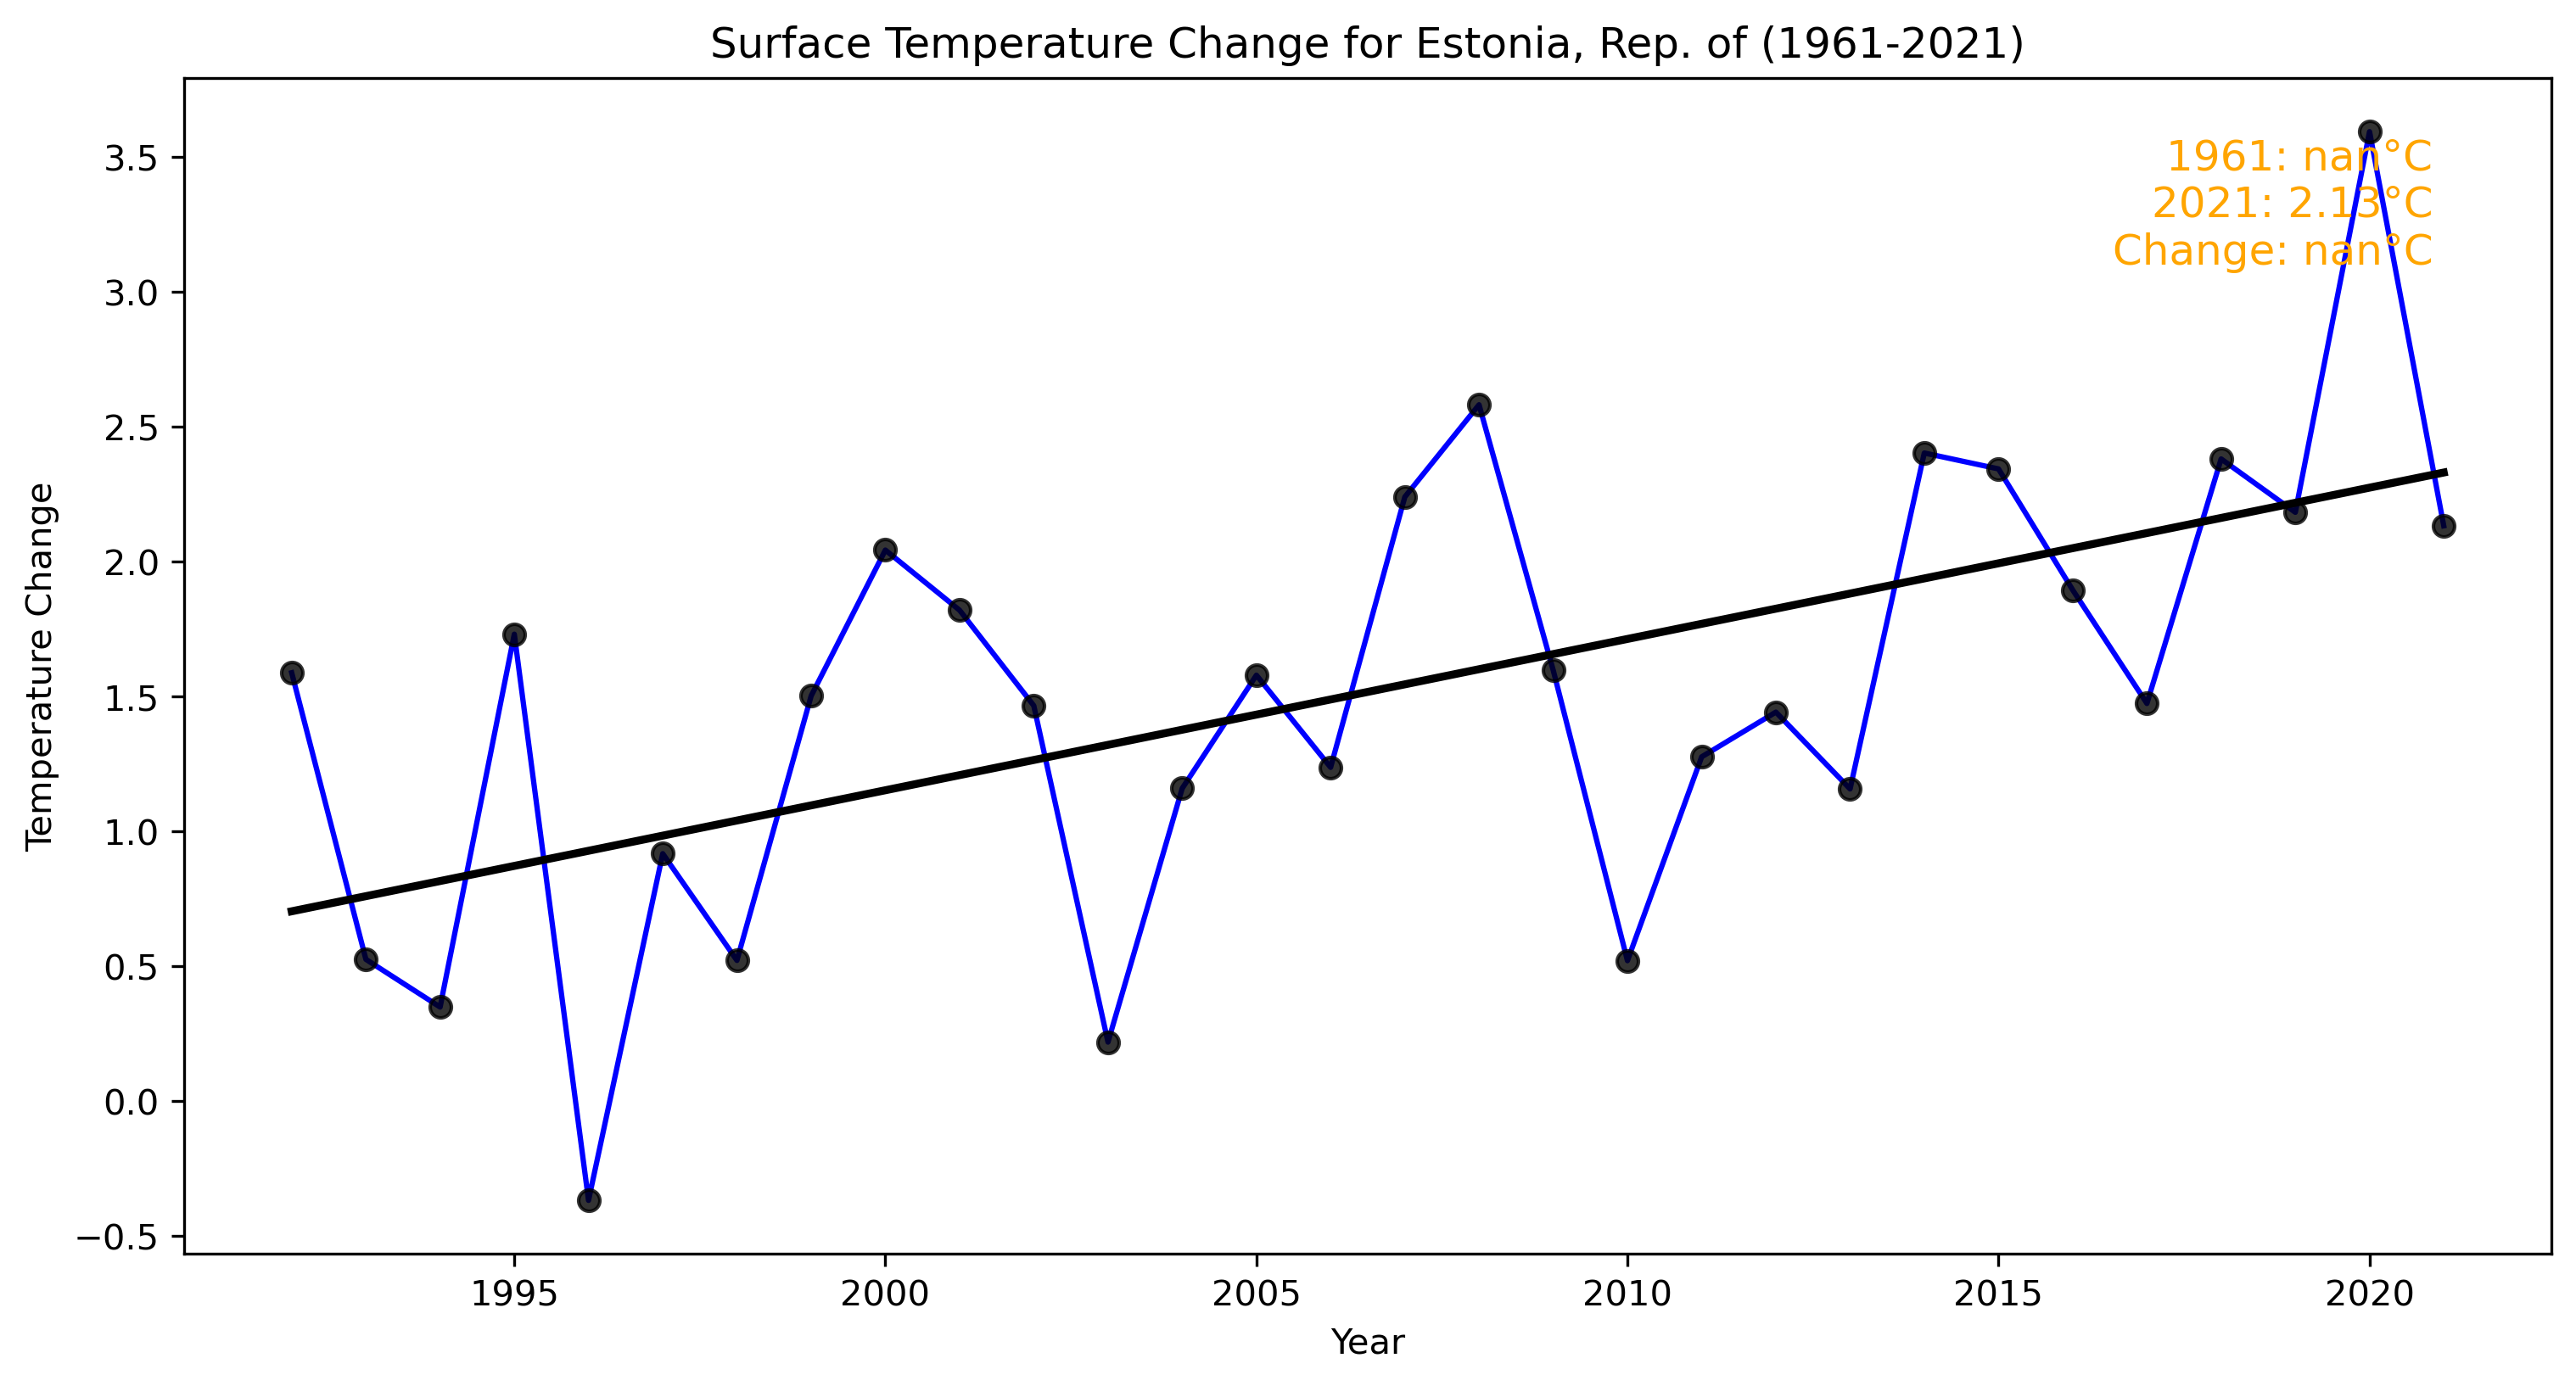 Surface Temperature Change for Estonia, Rep. of (1961-2021)
1961: nan°C
2021: 2.13°C
Change: nan°C
Temperature Change
3.5
3.0
2.5
2.0
1.5
1.0
0.5
0.0
−0.5
1995
2000
2005
2010
2015
2020
Year